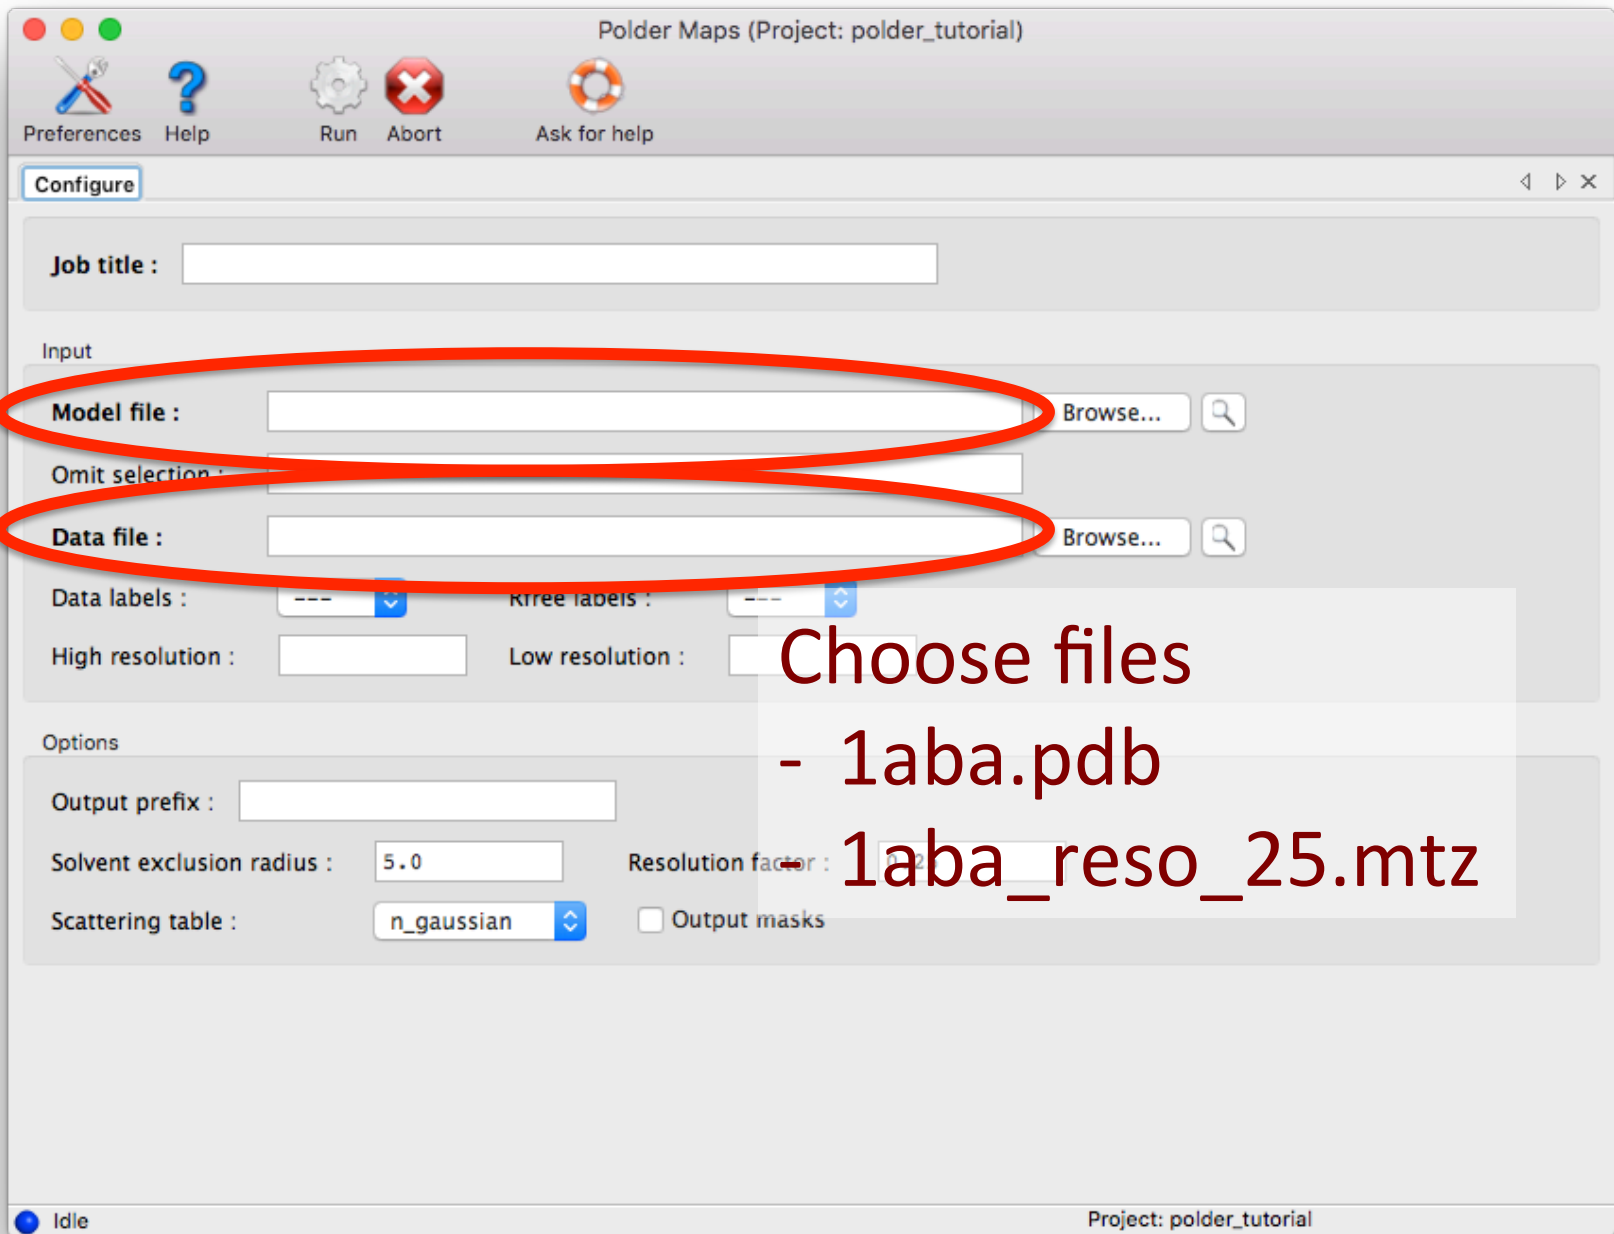 Polder Maps (Project: polder_tutorial)
Preferences Help Run Abort Ask for help
Configure
Job title :
Input
Model file : Browse...
Omit selection :
Data file : Browse...
Data labels : --- Rfree labels : ---
High resolution : Low resolution :
Choose files
Options
- 1aba.pdb
Output prefix :
Solvent exclusion radius : 5.0 Resolution factor :
- 1aba_reso_25.mtz
Scattering table : n_gaussian Output masks
Idle Project: polder_tutorial